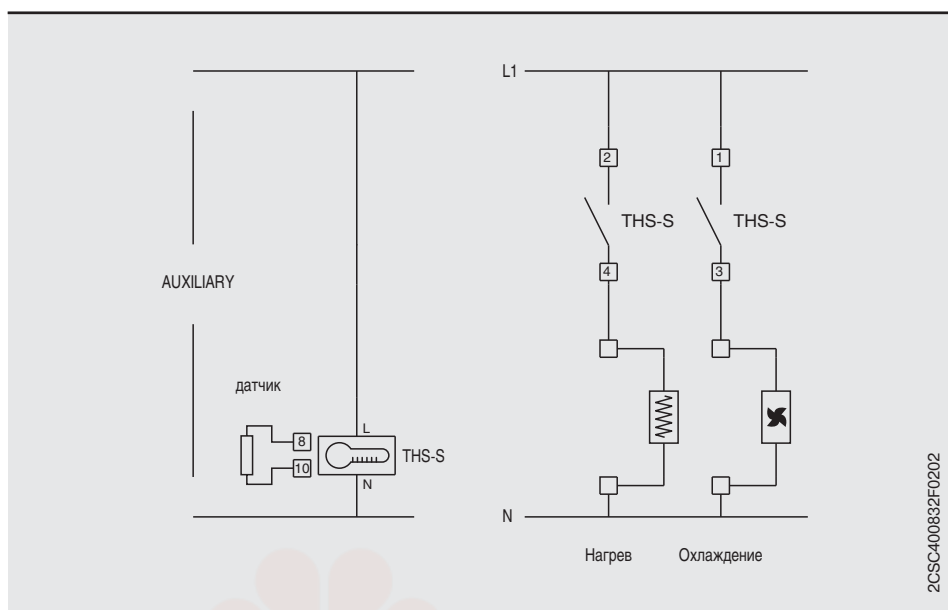 L1
2
1
THS-S
THS-S
4
3
AUXILIARY
датчик
L
8
THS-S
10
N
N
Нагрев
Охлаждение
2CSC400832F0202